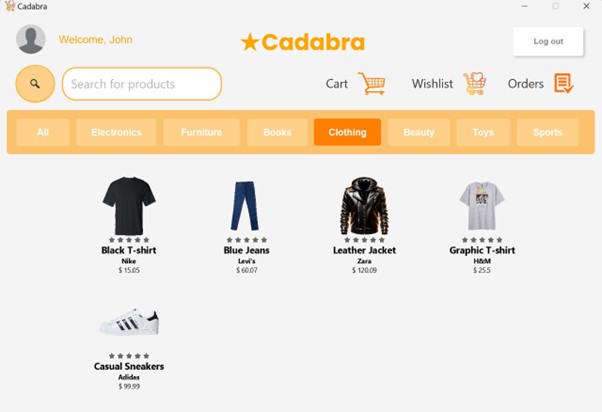 Cadabra
Welcome, John
★Cadabra
Log out
Search for products
Cart
Wishlist
Orders
All
Electronics
Furniture
Books
Clothing
Beauty
Toys
Sports
Black T-shirt
Nike
$ 15.05
Blue Jeans
Levi's
$ 60.07
Leather Jacket
Zara
$ 120.09
Graphic T-shirt
H&M
$ 25.5
Casual Sneakers
Adidas
$ 99.99